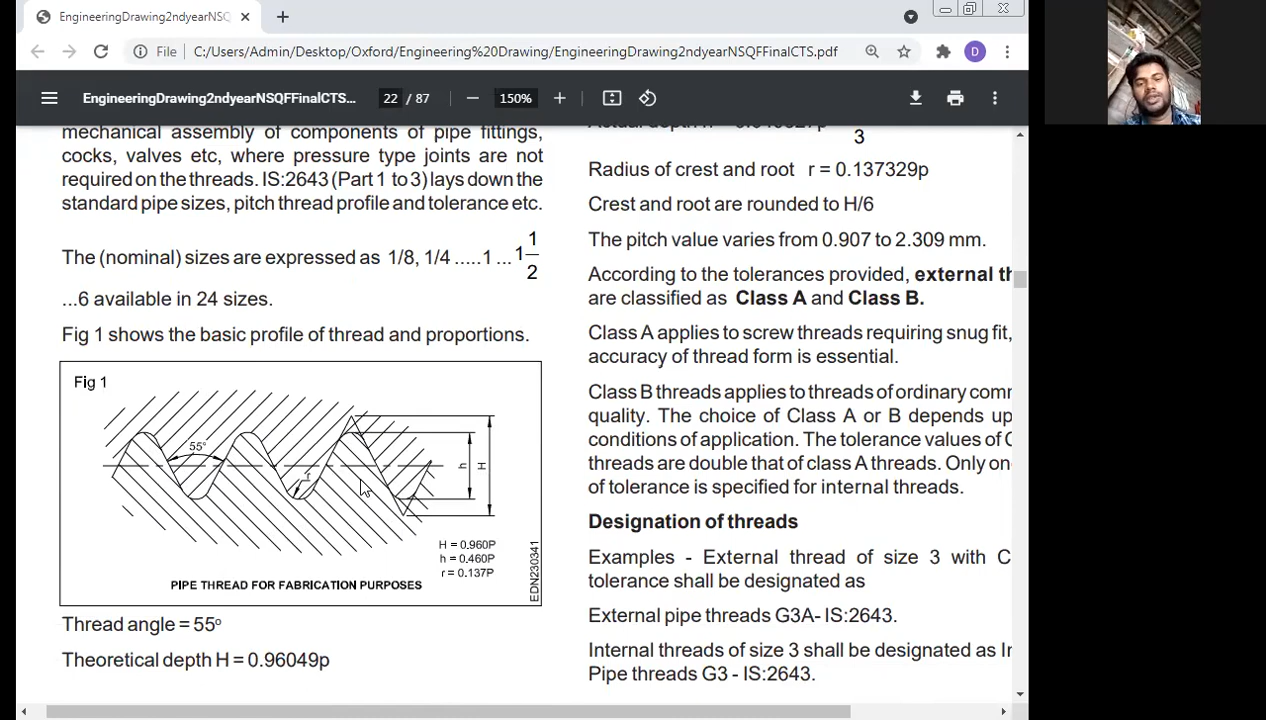 EngineeringDrawing2ndyearNSQF
File C:/Users/Admin/Desktop/Oxford/Engineering%20Drawing/EngineeringDrawing2ndyearNSQFFinalCTS.pdf
D
EngineeringDrawing2ndyearNSQFFinalCTS... 22 / 87 150%
mechanical assembly of components of pipe fittings,
cocks, valves etc, where pressure type joints are not
required on the threads. IS:2643 (Part 1 to 3) lays down the
standard pipe sizes, pitch thread profile and tolerance etc.
The (nominal) sizes are expressed as 1/8, 1/4 .....1 ...1 1/2
...6 available in 24 sizes.
Fig 1 shows the basic profile of thread and proportions.
Fig 1
55°
r
h
H
H = 0.960P
h = 0.460P
r = 0.137P
EDN230341
PIPE THREAD FOR FABRICATION PURPOSES
Thread angle = 55°
Theoretical depth H = 0.96049p
3
Radius of crest and root r = 0.137329p
Crest and root are rounded to H/6
The pitch value varies from 0.907 to 2.309 mm.
According to the tolerances provided, external th
are classified as Class A and Class B.
Class A applies to screw threads requiring snug fit,
accuracy of thread form is essential.
Class B threads applies to threads of ordinary comm
quality. The choice of Class A or B depends up
conditions of application. The tolerance values of C
threads are double that of class A threads. Only on
of tolerance is specified for internal threads.
Designation of threads
Examples - External thread of size 3 with C
tolerance shall be designated as
External pipe threads G3A- IS:2643.
Internal threads of size 3 shall be designated as In
Pipe threads G3 - IS:2643.